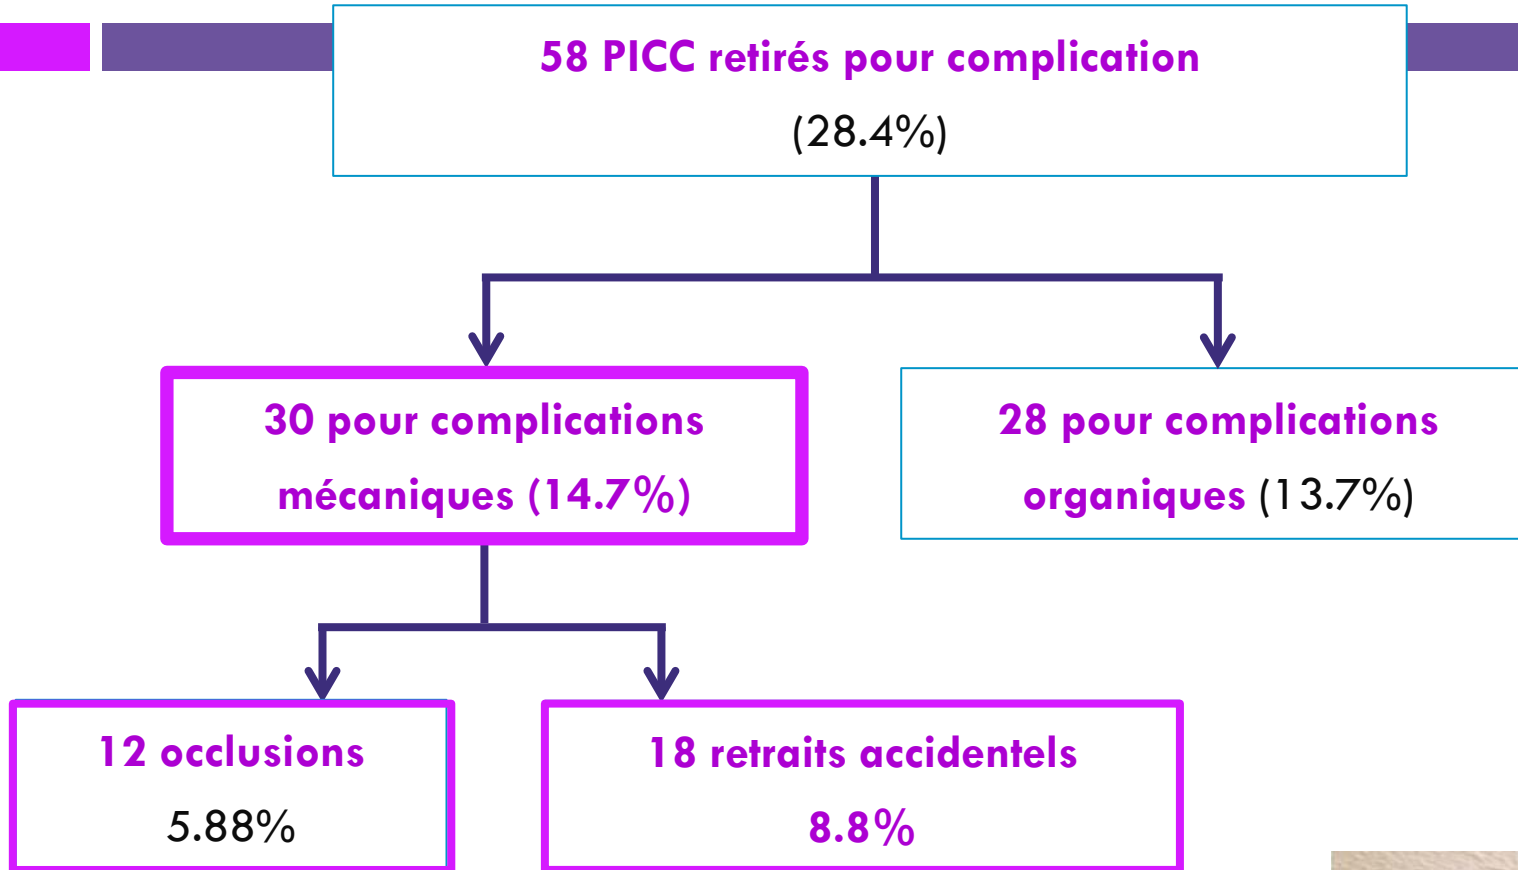 58 PICC retirés pour complication
(28.4%)
30 pour complications
mécaniques (14.7%)
28 pour complications
organiques (13.7%)
12 occlusions
5.88%
18 retraits accidentels
8.8%